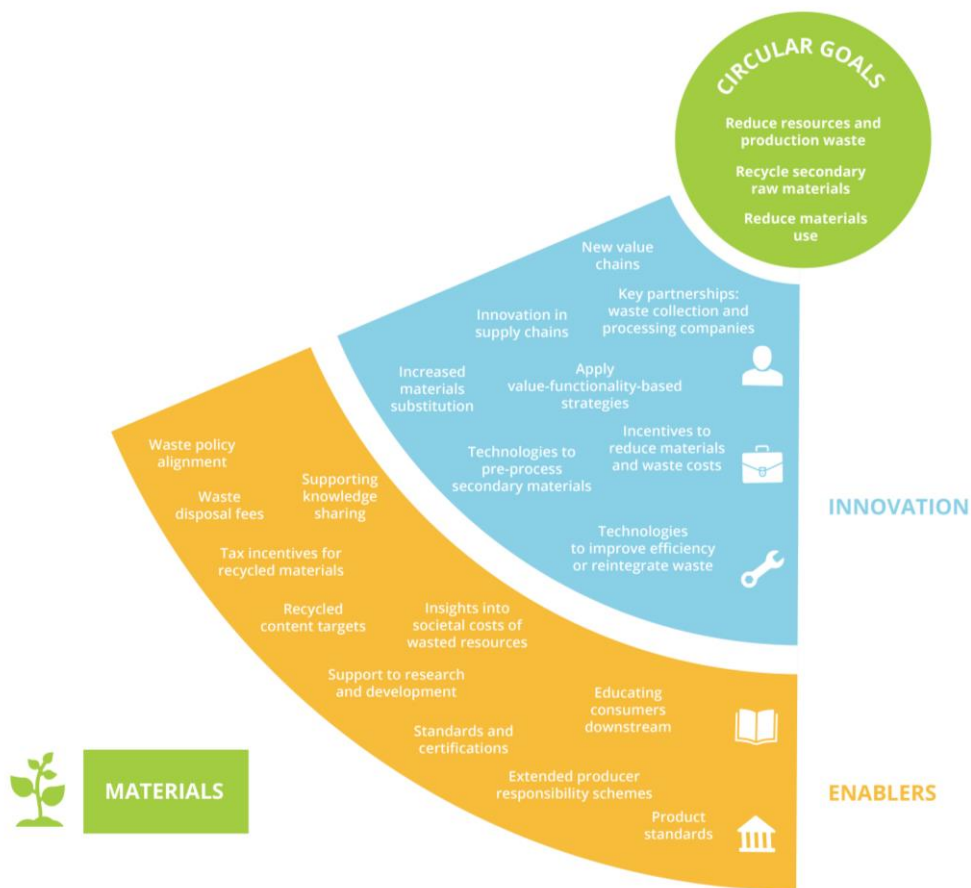 CIRCULAR GOALS
Reduce resources and
production waste
Recycle secondary
raw materials
Reduce materials
use
New value
chains
Key partnerships:
waste collection and
processing companies
Innovation in
supply chains
Increased
materials
substitution
Apply
value-functionality-based
strategies
Incentives to
reduce materials
and waste costs
Technologies to
pre-process
secondary materials
Technologies
to improve efficiency
or reintegrate waste
INNOVATION
Waste policy
alignment
Supporting
knowledge
sharing
Waste
disposal fees
Tax incentives for
recycled materials
Recycled
content targets
Insights into
societal costs of
wasted resources
Support to research
and development
Educating
consumers
downstream
Standards and
certifications
Extended producer
responsibility schemes
Product
standards
ENABLERS
MATERIALS